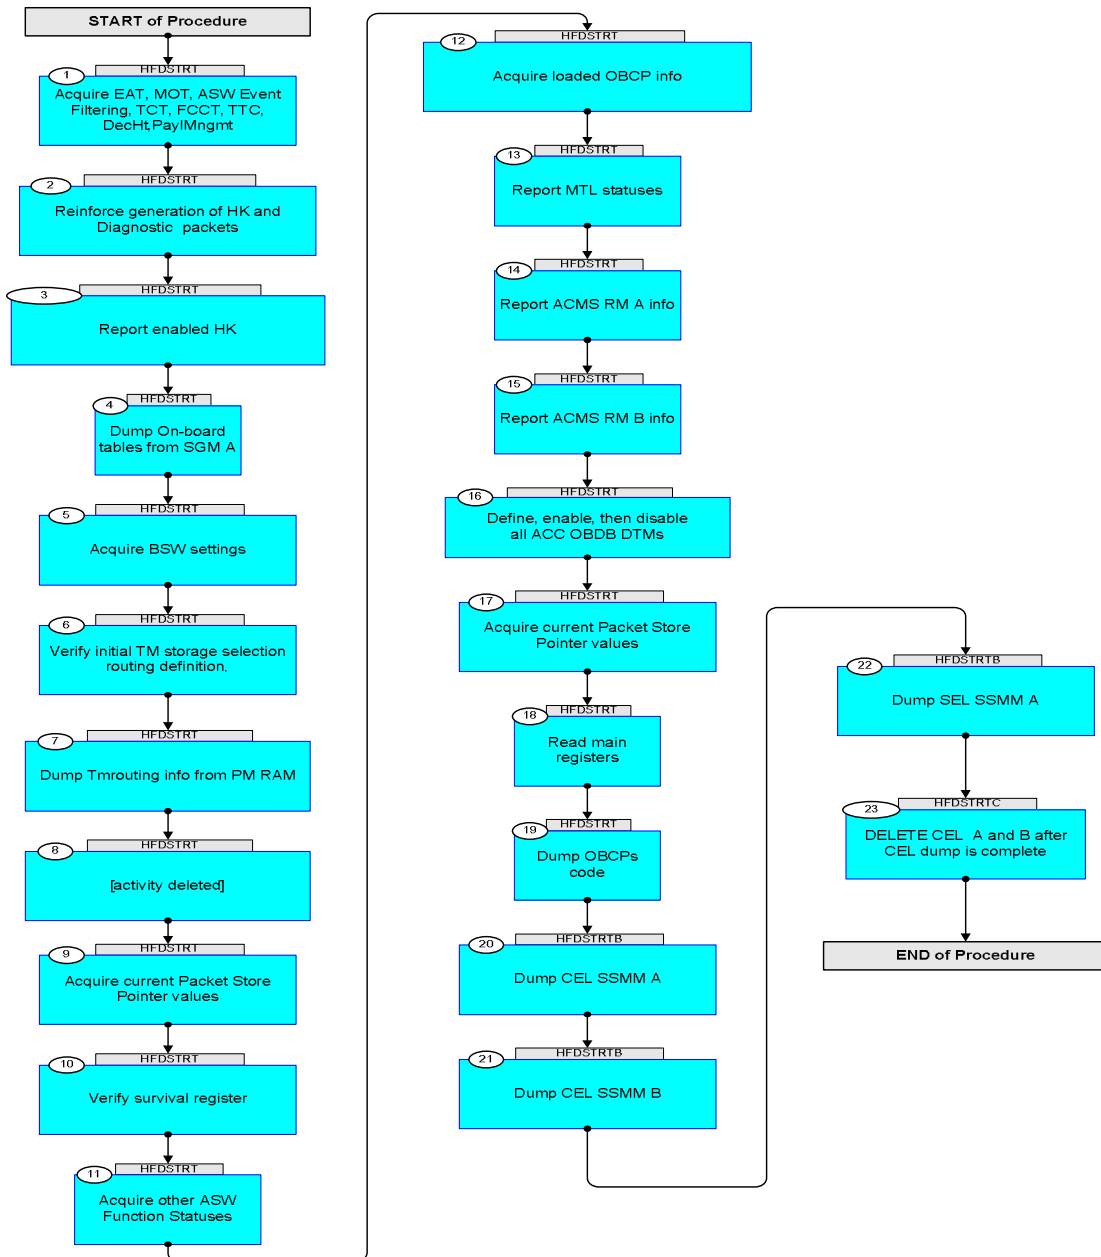 START of Procedure
HFDSTRT
1
Acquire EAT, MOT, ASW Event
Filtering, TCT, FCCT, TTC,
DecHt,PaylMngmt
HFDSTRT
2
Reinforce generation of HK and
Diagnostic packets
HFDSTRT
3
Report enabled HK
HFDSTRT
4
Dump On-board
tables from SGM A
HFDSTRT
5
Acquire BSW settings
HFDSTRT
6
Verify initial TM storage selection
routing definition.
HFDSTRT
7
Dump Tmrouting info from PM RAM
HFDSTRT
8
[activity deleted]
HFDSTRT
9
Acquire current Packet Store
Pointer values
HFDSTRT
10
Verify survival register
HFDSTRT
11
Acquire other ASW
Function Statuses
HFDSTRT
12
Acquire loaded OBCP info
HFDSTRT
13
Report MTL statuses
HFDSTRT
14
Report ACMS RM A info
HFDSTRT
15
Report ACMS RM B info
HFDSTRT
16
Define, enable, then disable
all ACC OBDB DTMs
HFDSTRT
17
Acquire current Packet Store
Pointer values
HFDSTRT
18
Read main
registers
HFDSTRT
19
Dump OBCPs
code
HFDSTRTB
20
Dump CEL SSMM A
HFDSTRTB
21
Dump CEL SSMM B
HFDSTRTB
22
Dump SEL SSMM A
HFDSTRTC
23
DELETE CEL A and B after
CEL dump is complete
END of Procedure